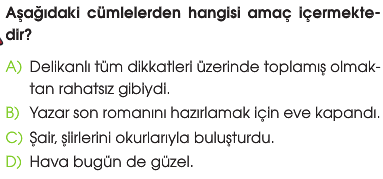 Aşağıdaki cümlelerden hangisi amaç içermekte-
dir?
A) Delikanlı tüm dikkatleri üzerinde toplamış olmak-
tan rahatsız gibiydi.
B) Yazar son romanını hazırlamak için eve kapandı.
C) Şair, şiirlerini okurlarıyla buluşturdu.
D) Hava bugün de güzel.